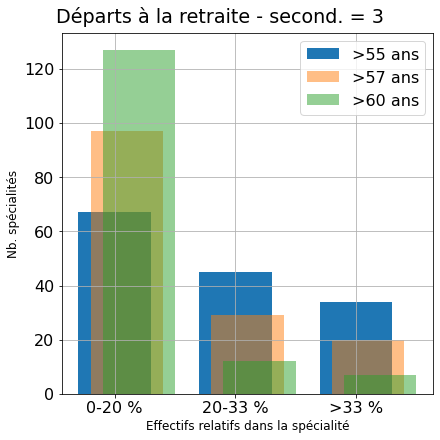 Départs à la retraite - second. = 3
>55 ans
>57 ans
>60 ans
Nb. spécialités
120
100
80
60
40
20
0
0-20 %
20-33 %
>33 %
Effectifs relatifs dans la spécialité